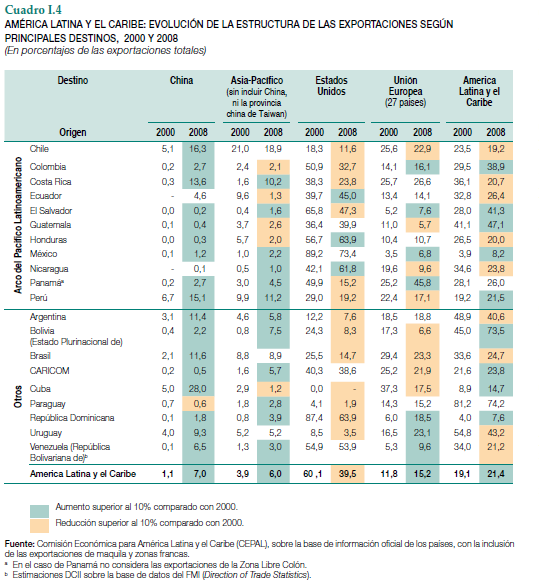 Cuadro I.4
AMÉRICA LATINA Y EL CARIBE: EVOLUCIÓN DE LA ESTRUCTURA DE LAS EXPORTACIONES SEGÚN
PRINCIPALES DESTINOS, 2000 Y 2008
(En porcentajes de las exportaciones totales)
Destino China Asia-Pacífico (sin incluir China, ni la provincia china de Taiwan) Estados Unidos Unión Europea (27 países) America Latina y el Caribe
Origen 2000 2008 2000 2008 2000 2008 2000 2008 2000 2008
Arco del Pacífico Latinoamericano
Chile 5,1 16,3 21,0 18,9 18,3 11,6 25,6 22,9 23,5 19,2
Colombia 0,2 2,7 2,4 2,1 50,9 32,7 14,1 16,1 29,5 38,9
Costa Rica 0,3 13,6 1,6 10,2 38,3 23,8 25,7 26,6 36,1 20,7
Ecuador - 4,6 9,6 1,3 39,7 45,0 13,4 14,1 32,8 26,4
El Salvador 0,0 0,2 0,4 1,6 65,8 47,3 5,2 7,6 28,0 41,3
Guatemala 0,1 0,4 3,7 2,6 36,4 39,9 11,0 5,7 41,1 47,1
Honduras 0,0 0,3 5,7 2,0 56,7 63,9 10,4 10,7 26,5 20,0
México 0,1 1,2 1,0 2,2 89,2 73,4 3,5 6,8 3,9 8,2
Nicaragua - 0,1 0,5 1,0 42,1 61,8 19,6 9,6 34,6 23,8
Panamáª 0,2 2,7 3,0 4,5 49,9 15,2 25,2 45,8 28,1 26,0
Perú 6,7 15,1 9,9 11,2 29,0 19,2 22,4 17,1 19,2 21,5
Otros
Argentina 3,1 11,4 4,6 5,8 12,2 7,6 18,5 18,8 48,9 40,6
Bolivia 0,4 2,2 0,8 7,5 24,3 8,3 17,3 6,6 45,0 73,5
(Estado Plurinacional de)
Brasil 2,1 11,6 8,8 8,9 25,5 14,7 29,4 23,3 33,6 24,7
CARICOM 0,2 0,5 1,6 5,7 40,3 38,6 25,2 21,9 21,6 23,8
Cuba 5,0 28,0 2,9 1,2 0,0 - 37,3 17,5 8,9 14,7
Paraguay 0,7 0,6 1,8 2,8 4,1 1,9 14,3 15,2 81,2 74,2
República Dominicana 0,1 1,8 0,8 3,9 87,4 63,9 6,0 18,5 4,0 7,6
Uruguay 4,0 9,3 5,2 5,2 8,5 3,5 16,5 23,1 54,8 43,2
Venezuela (República 0,1 6,5 1,3 3,0 54,9 53,9 5,3 9,6 34,0 21,2
Bolivariana de)ᵇ
America Latina y el Caribe 1,1 7,0 3,9 6,0 60 ,1 39,5 11,8 15,2 19,1 21,4
Aumento superior al 10% comparado con 2000.
Reducción superior al 10% comparado con 2000.
Fuente: Comisión Económica para América Latina y el Caribe (CEPAL), sobre la base de información oficial de los países, con la inclusión
de las exportaciones de maquila y zonas francas.
ª En el caso de Panamá no considera las exportaciones de la Zona Libre Colón.
ᵇ Estimaciones DCII sobre la base de datos del FMI (Direction of Trade Statistics).